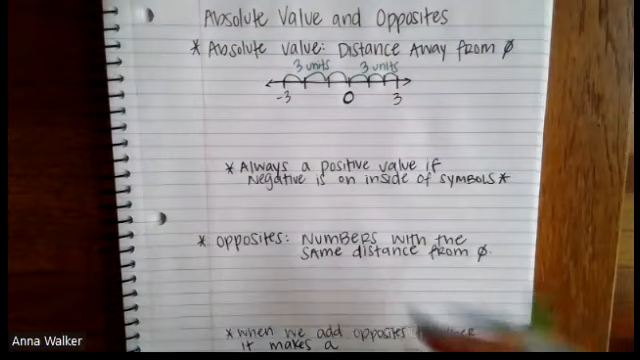 Absolute Value and Opposites
* Absolute Value: Distance Away from 0
3 units 3 units
-3 0 3
* Always a positive value if
Negative is on inside of symbols *
* Opposites: Numbers with the
same distance from 0.
* when we add opposites
it makes a
Anna Walker